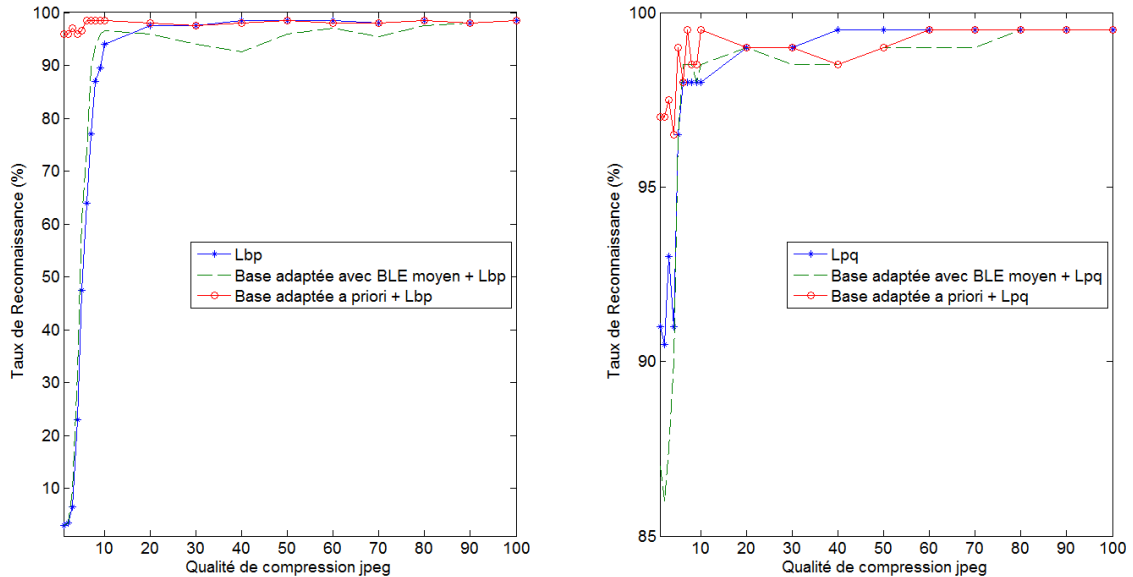 100
90
80
70
60
50
40
30
20
10
Taux de Reconnaissance (%)
Lbp
Base adaptée avec BLE moyen + Lbp
Base adaptée a priori + Lbp
10 20 30 40 50 60 70 80 90 100
Qualité de compression jpeg
100
95
90
85
Taux de Reconnaissance (%)
Lpq
Base adaptée avec BLE moyen + Lpq
Base adaptée a priori + Lpq
10 20 30 40 50 60 70 80 90 100
Qualité de compression jpeg